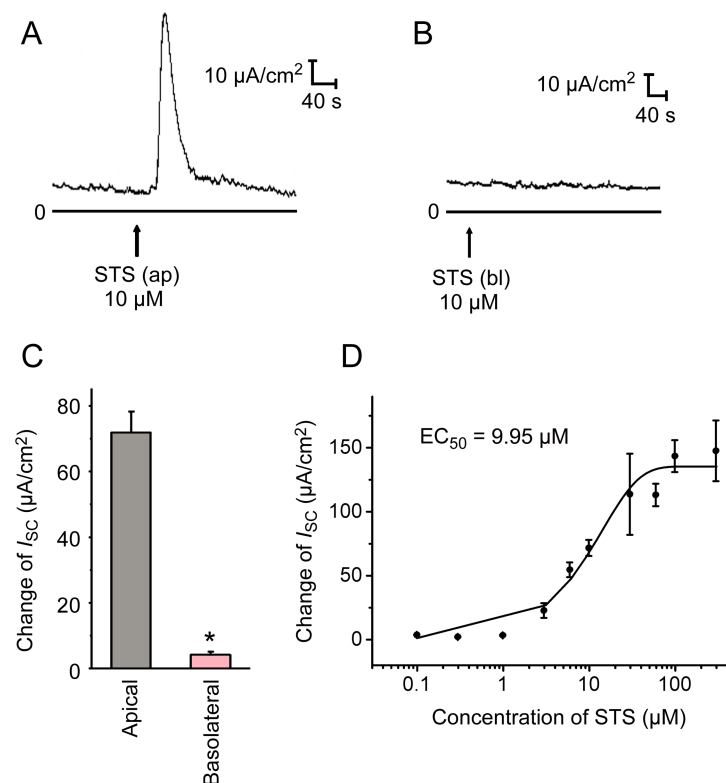 A
10 µA/cm²
40 s
0
STS (ap)
10 µM
B
10 µA/cm²
40 s
0
STS (bl)
10 µM
C
Change of ISC (µA/cm²)
80
60
40
20
0
*
Apical
Basolateral
D
Change of ISC (µA/cm²)
150
100
50
0
EC50 = 9.95 µM
0.1 1 10 100
Concentration of STS (µM)